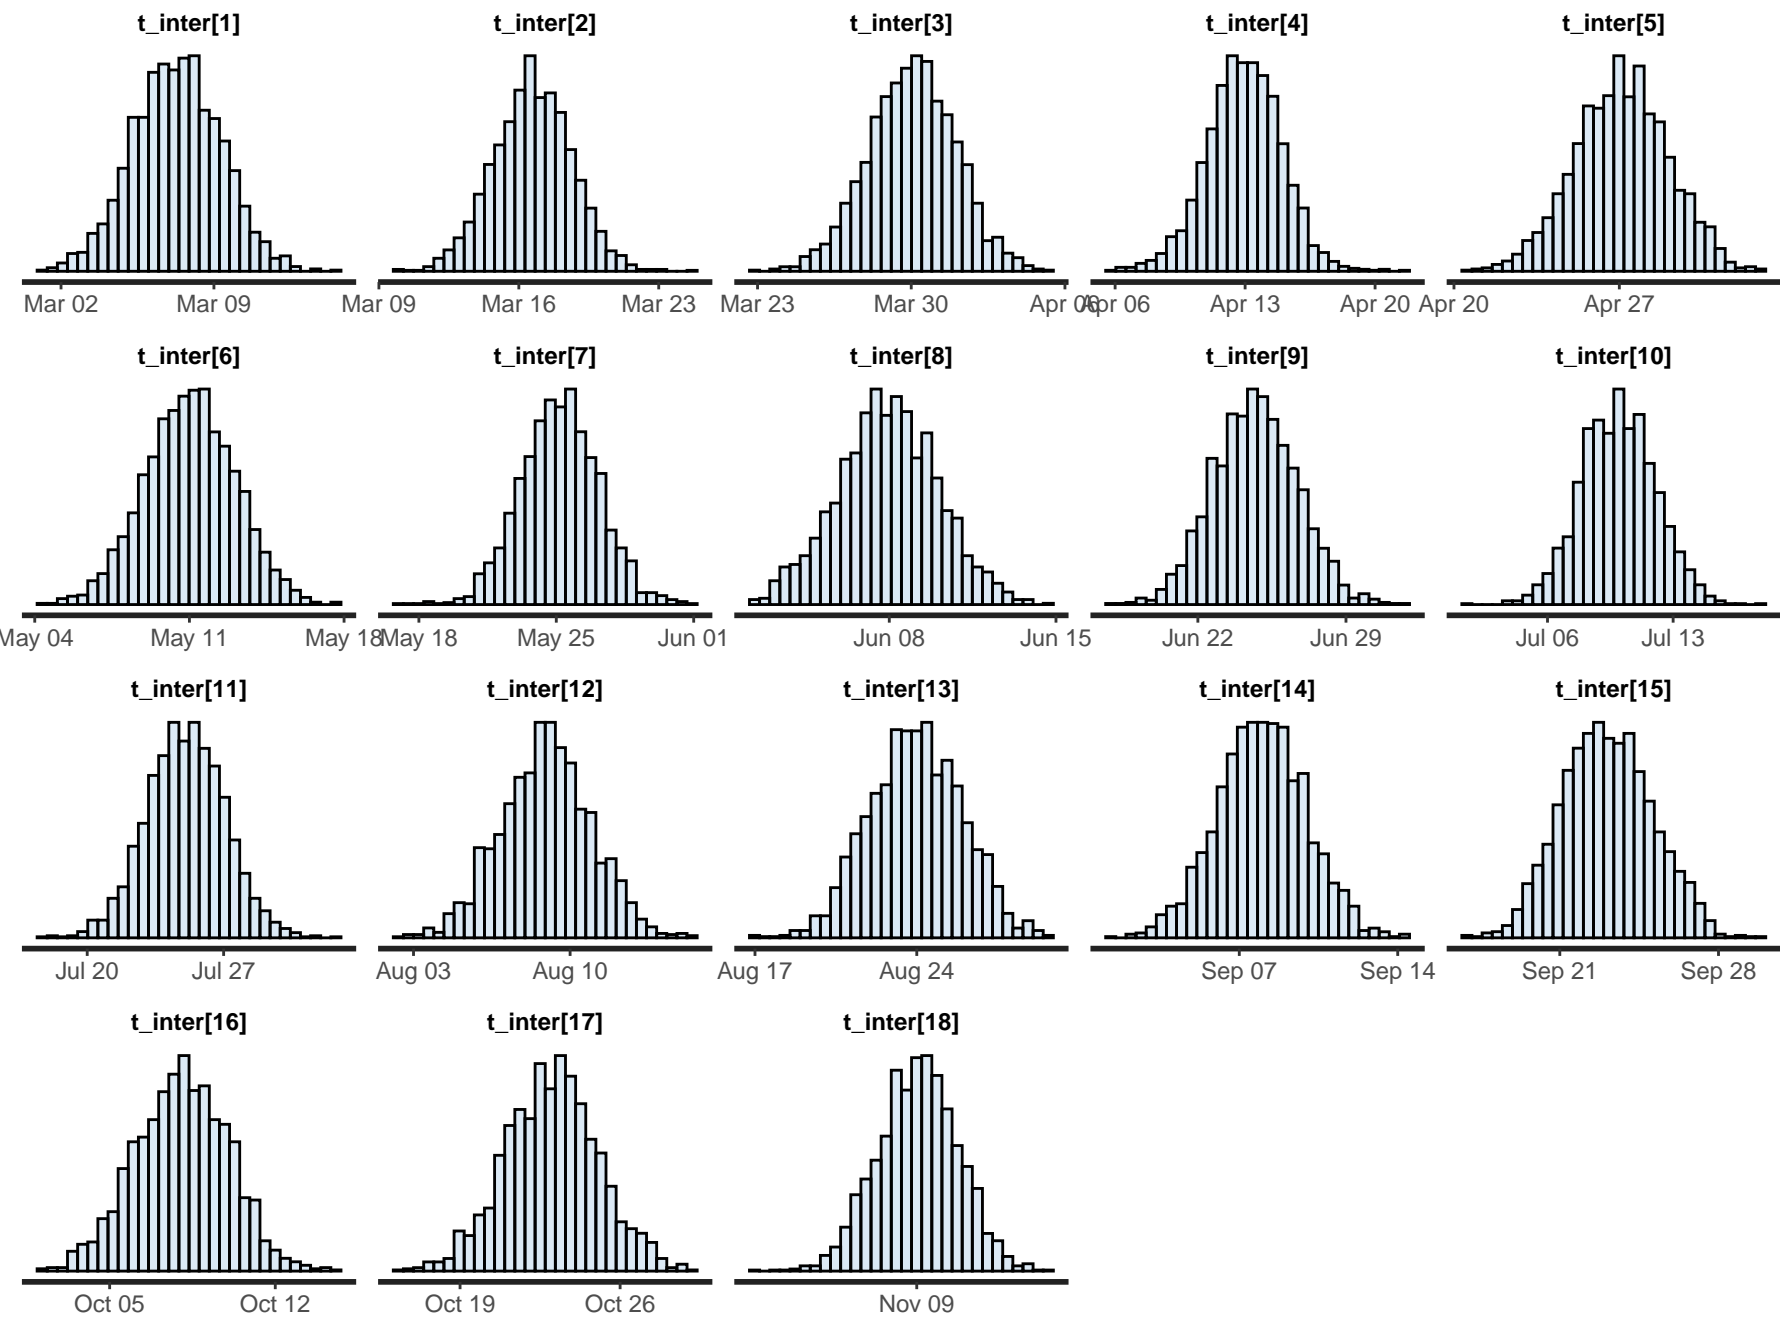 t_inter[1] t_inter[2] t_inter[3] t_inter[4] t_inter[5]
Mar 02 Mar 09 Mar 09 Mar 16 Mar 23 Mar 23 Mar 30 Apr 06 Apr 06 Apr 13 Apr 20 Apr 20 Apr 27
t_inter[6] t_inter[7] t_inter[8] t_inter[9] t_inter[10]
May 04 May 11 May 18 May 18 May 25 Jun 01 Jun 08 Jun 15 Jun 22 Jun 29 Jul 06 Jul 13
t_inter[11] t_inter[12] t_inter[13] t_inter[14] t_inter[15]
Jul 20 Jul 27 Aug 03 Aug 10 Aug 17 Aug 24 Sep 07 Sep 14 Sep 21 Sep 28
t_inter[16] t_inter[17] t_inter[18]
Oct 05 Oct 12 Oct 19 Oct 26 Nov 09